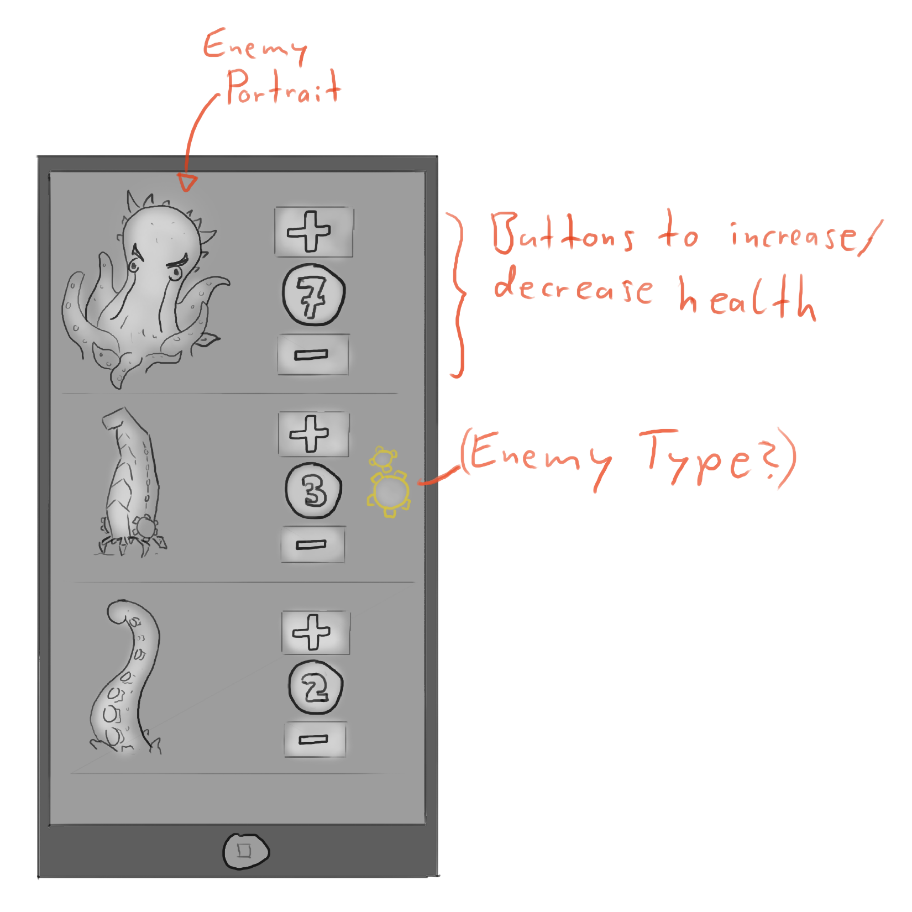 Enemy
Portrait
+
7
-
Buttons to increase/
decrease health
+
3
-
(Enemy Type?)
+
2
-